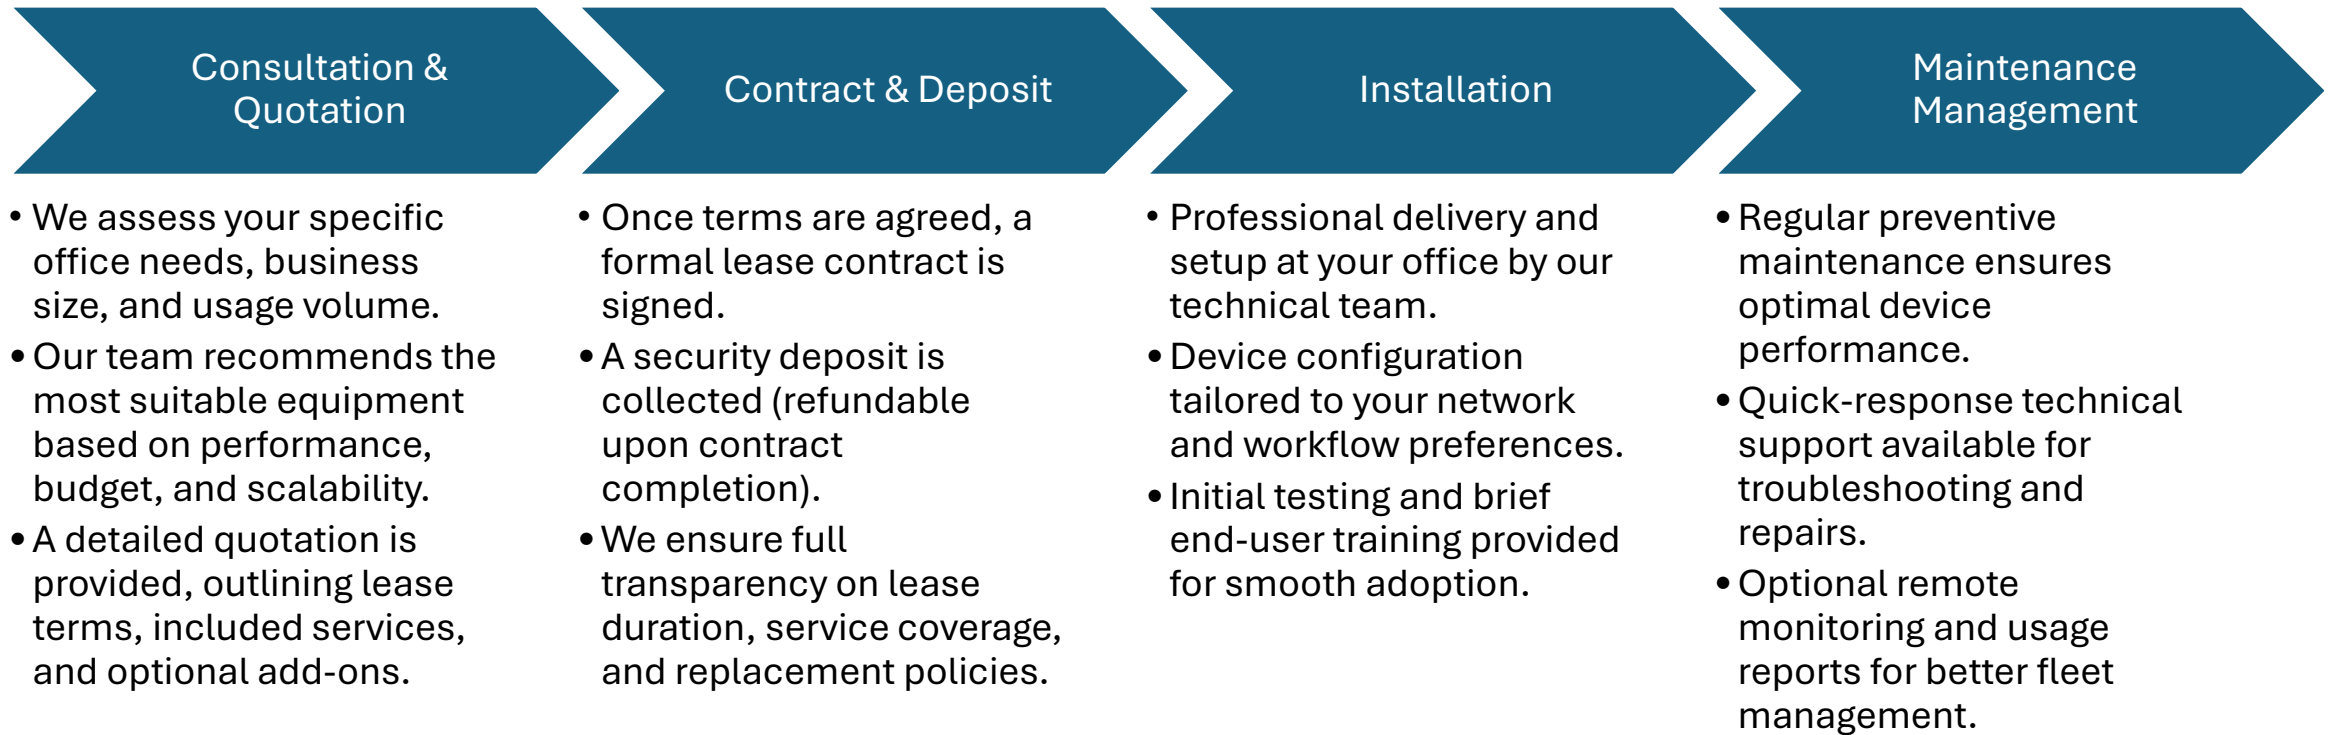 Consultation &
Quotation
• We assess your specific
office needs, business
size, and usage volume.
• Our team recommends the
most suitable equipment
based on performance,
budget, and scalability.
• A detailed quotation is
provided, outlining lease
terms, included services,
and optional add-ons.
Contract & Deposit
• Once terms are agreed, a
formal lease contract is
signed.
• A security deposit is
collected (refundable
upon contract
completion).
• We ensure full
transparency on lease
duration, service coverage,
and replacement policies.
Installation
• Professional delivery and
setup at your office by our
technical team.
• Device configuration
tailored to your network
and workflow preferences.
• Initial testing and brief
end-user training provided
for smooth adoption.
Maintenance
Management
• Regular preventive
maintenance ensures
optimal device
performance.
• Quick-response technical
support available for
troubleshooting and
repairs.
• Optional remote
monitoring and usage
reports for better fleet
management.